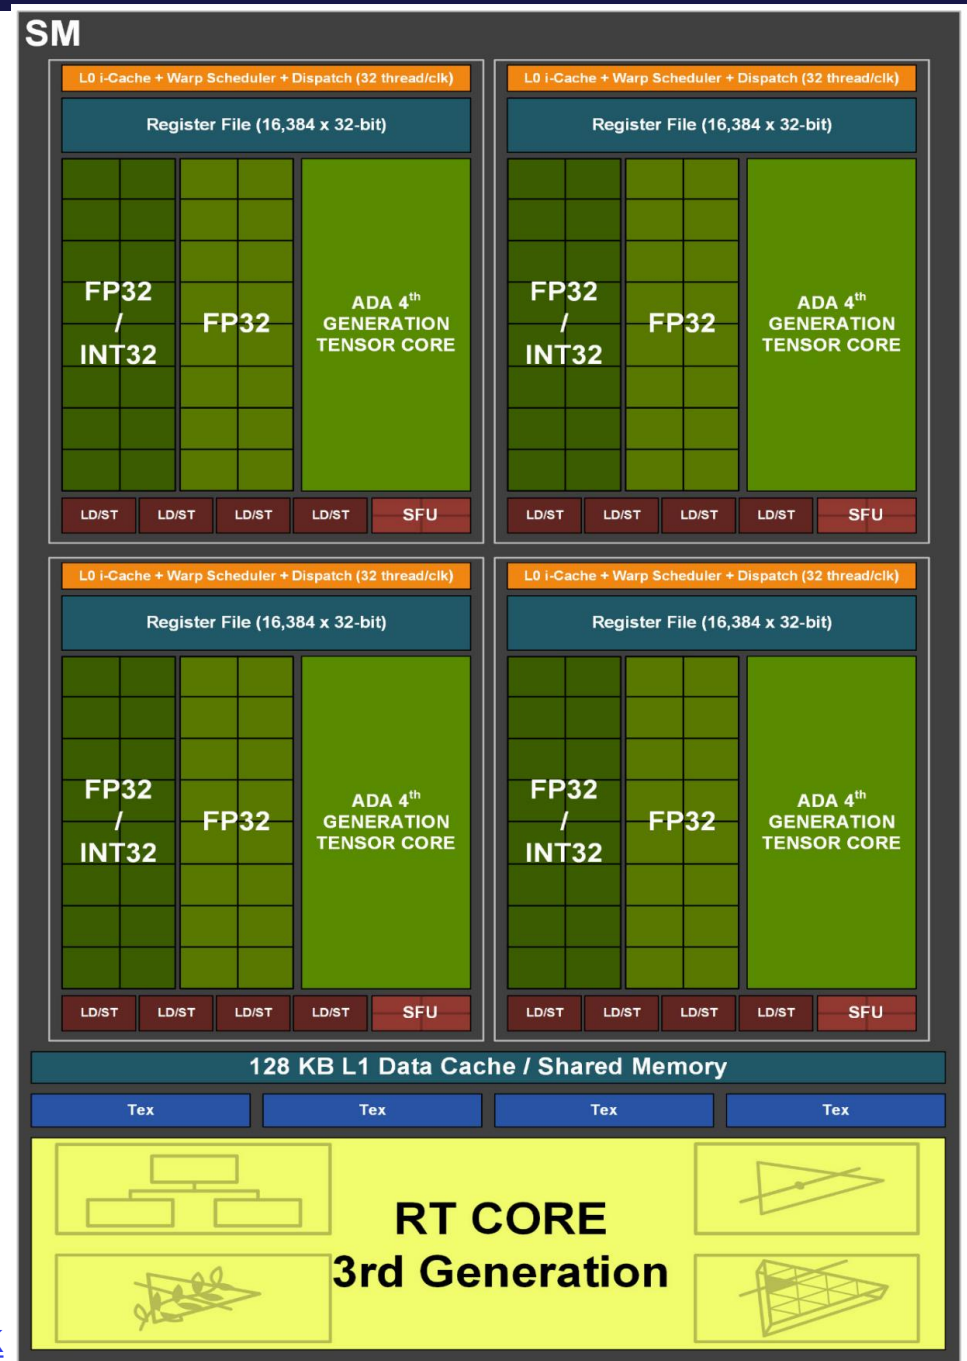 SM
L0 i-Cache + Warp Scheduler + Dispatch (32 thread/clk)
Register File (16,384 x 32-bit)
FP32
/
INT32
FP32
ADA 4th
GENERATION
TENSOR CORE
LD/ST LD/ST LD/ST LD/ST SFU
L0 i-Cache + Warp Scheduler + Dispatch (32 thread/clk)
Register File (16,384 x 32-bit)
FP32
/
INT32
FP32
ADA 4th
GENERATION
TENSOR CORE
LD/ST LD/ST LD/ST LD/ST SFU
L0 i-Cache + Warp Scheduler + Dispatch (32 thread/clk)
Register File (16,384 x 32-bit)
FP32
/
INT32
FP32
ADA 4th
GENERATION
TENSOR CORE
LD/ST LD/ST LD/ST LD/ST SFU
L0 i-Cache + Warp Scheduler + Dispatch (32 thread/clk)
Register File (16,384 x 32-bit)
FP32
/
INT32
FP32
ADA 4th
GENERATION
TENSOR CORE
LD/ST LD/ST LD/ST LD/ST SFU
128 KB L1 Data Cache / Shared Memory
Tex Tex Tex Tex
RT CORE
3rd Generation